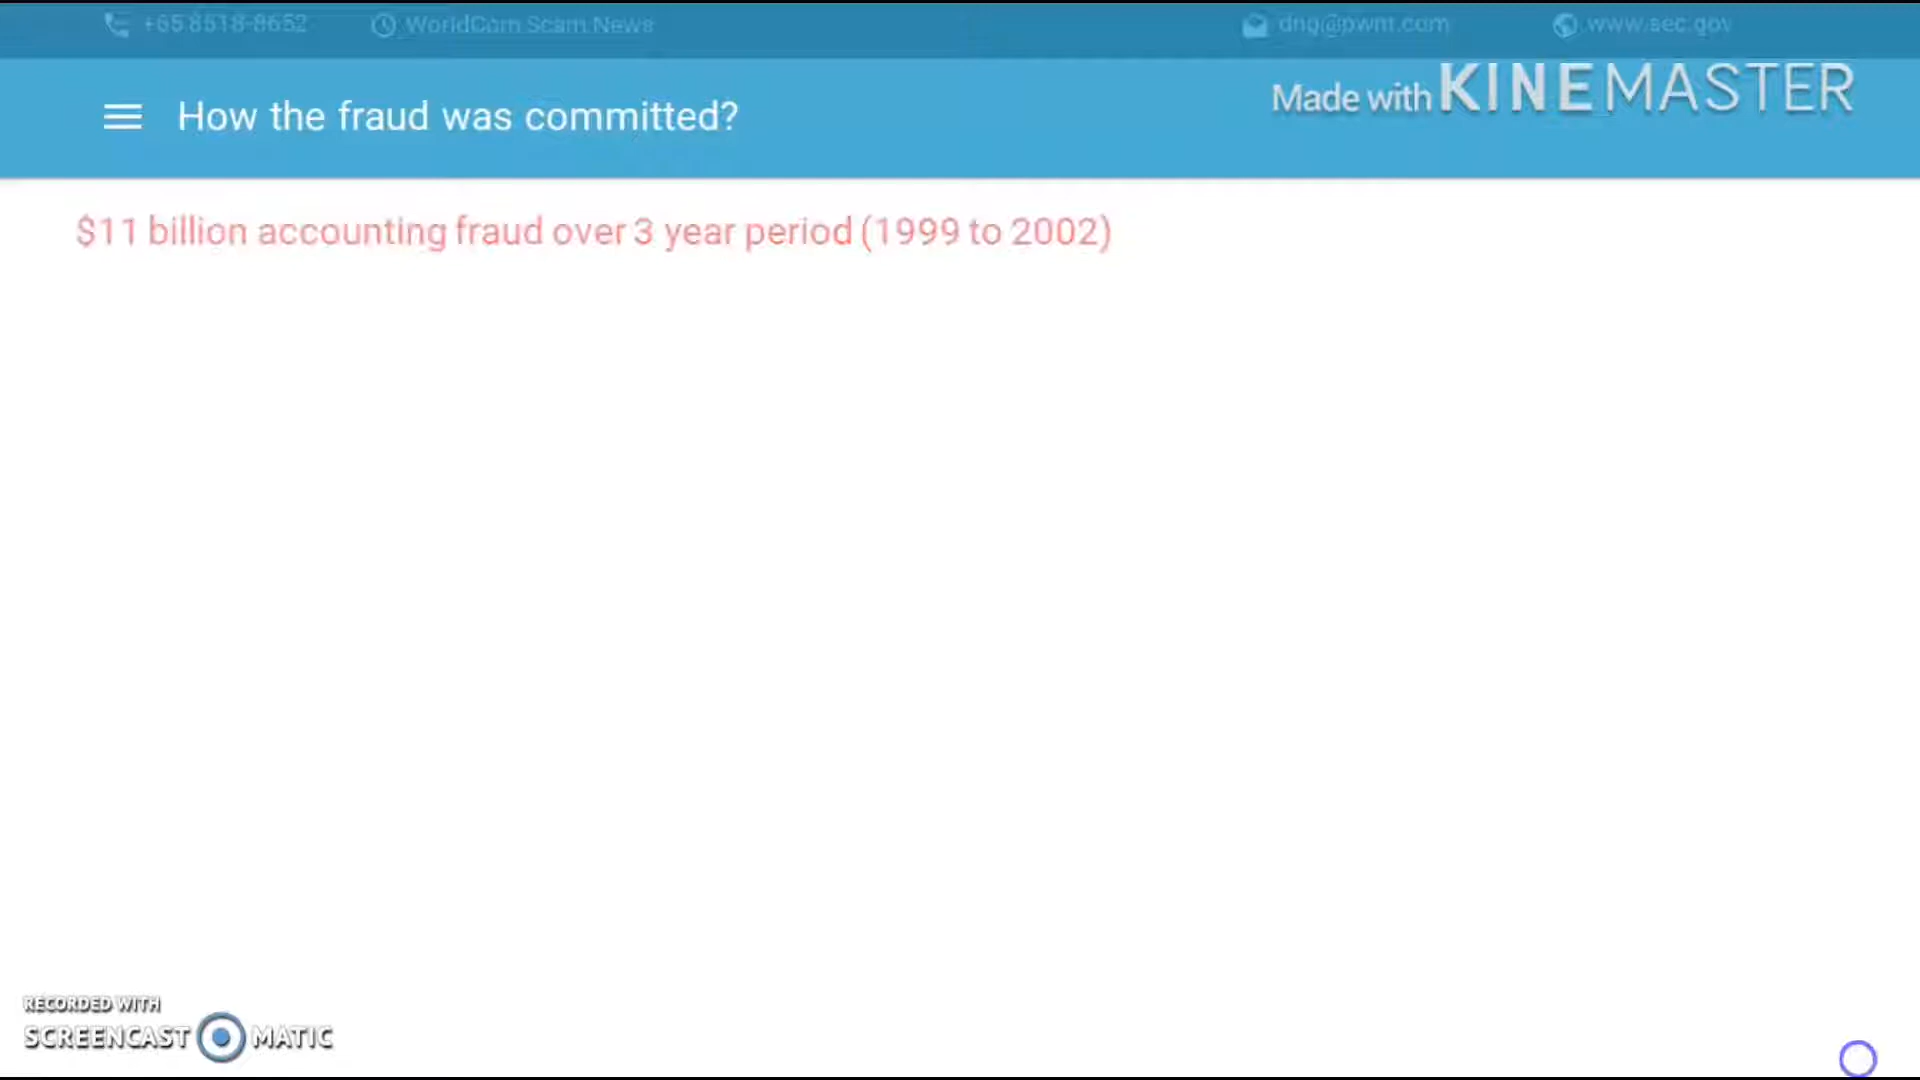 +65 8518-8652 WorldCom Scam News dng@pwnt.com www.sec.gov
How the fraud was committed?
Made with KINEMASTER
$11 billion accounting fraud over 3 year period (1999 to 2002)
RECORDED WITH
SCREENCAST MATIC